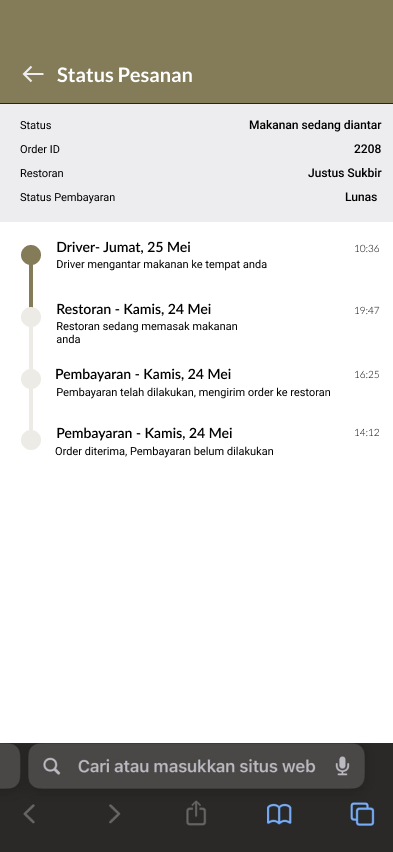 Status Pesanan
Status Makanan sedang diantar
Order ID 2208
Restoran Justus Sukbir
Status Pembayaran Lunas
Driver- Jumat, 25 Mei 10:36
Driver mengantar makanan ke tempat anda
Restoran - Kamis, 24 Mei 19:47
Restoran sedang memasak makanan
anda
Pembayaran - Kamis, 24 Mei 16:25
Pembayaran telah dilakukan, mengirim order ke restoran
Pembayaran - Kamis, 24 Mei 14:12
Order diterima, Pembayaran belum dilakukan
Cari atau masukkan situs web